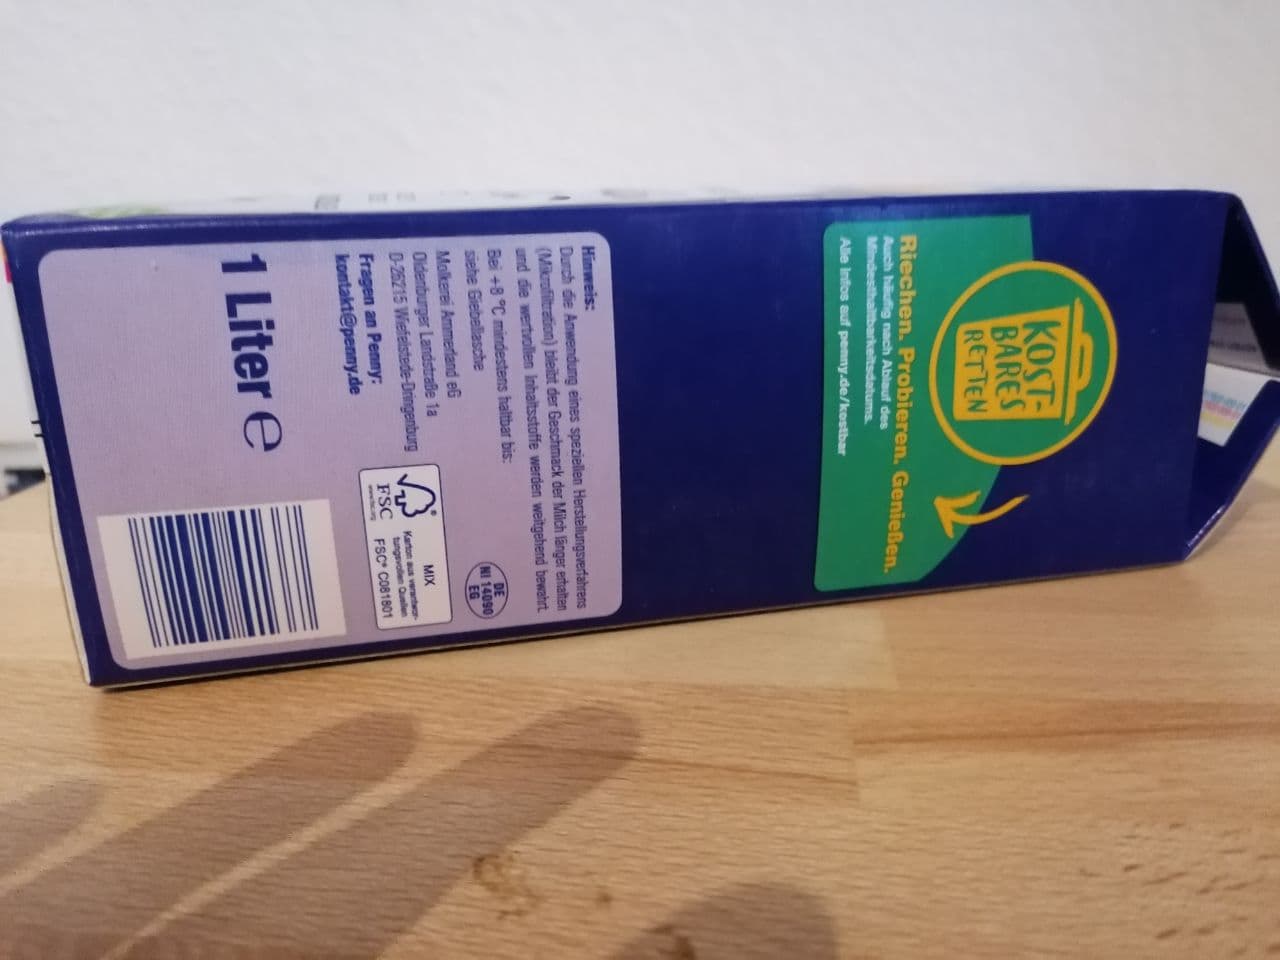 KOST-
BARES
RETTEN
Riechen. Probieren. Genießen.
Auch häufig nach Ablauf des
Mindesthaltbarkeitsdatums.
Alle Infos auf penny.de/kostbar
Hinweis:
Durch die Anwendung eines speziellen Herstellungsverfahrens
(Mikrofiltration) bleibt der Geschmack der Milch länger erhalten
und die wertvollen Inhaltsstoffe werden weitgehend bewahrt.
Bei +8 °C mindestens haltbar bis:
siehe Giebellasche
DE
NI 14090
EG
Molkerei Ammerland eG
Oldenburger Landstraße 1a
D-26215 Wiefelstede-Dringenburg
Fragen an Penny:
kontakt@penny.de
FSC
www.fsc.org
MIX
Karton aus verantwor-
tungsvollen Quellen
FSC® C081801
1 Liter ℮